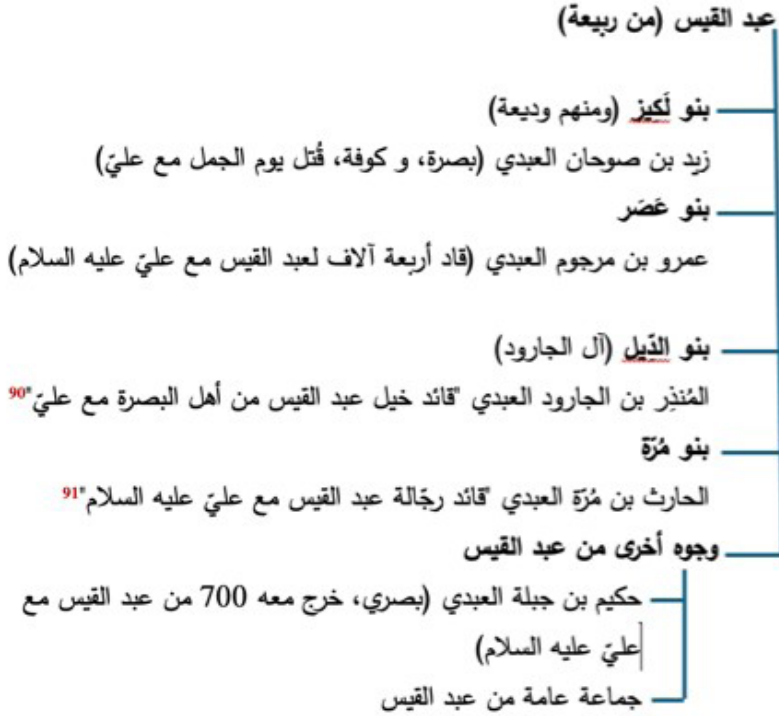 عبد القيس (من ربيعة)
بنو لَكيز (ومنهم وديعة)
زيد بن صوحان العبدي (بصرة، و كوفة، قُتل يوم الجمل مع عليّ)
بنو عَصَر
عمرو بن مرجوم العبدي (قاد أربعة آلاف لعبد القيس مع عليّ عليه السلام)
بنو الدّيل (آل الجارود)
المُنذِر بن الجارود العبدي "قائد خيل عبد القيس من أهل البصرة مع عليّ"90
بنو مُرّة
الحارث بن مُرّة العبدي "قائد رجّالة عبد القيس مع عليّ عليه السلام"91
وجوه أخرى من عبد القيس
حكيم بن جبلة العبدي (بصري، خرج معه 700 من عبد القيس مع
عليّ عليه السلام)
جماعة عامة من عبد القيس